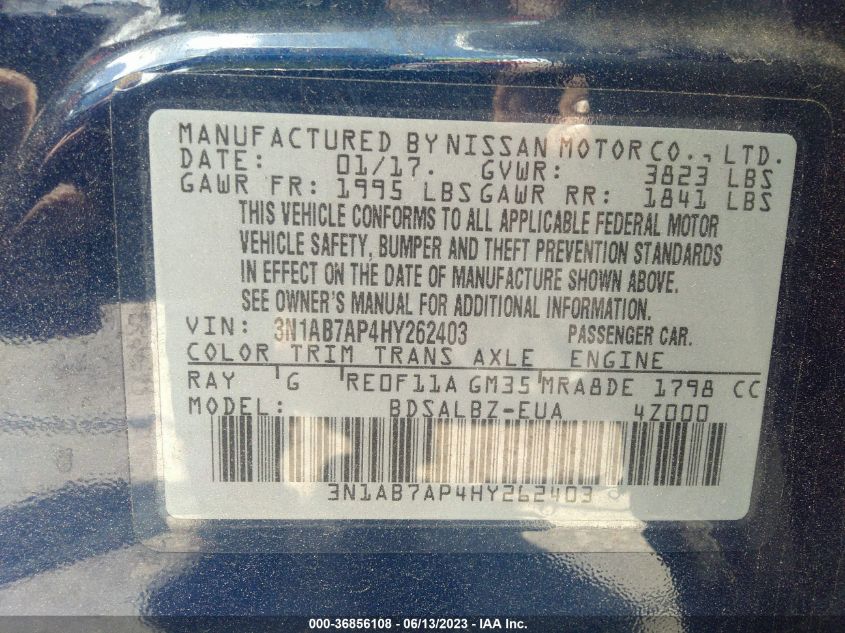 MANUFACTURED BY NISSAN MOTOR CO., LTD.
DATE: 01/17. GVWR: 3823 LBS
GAWR FR: 1995 LBS GAWR RR: 1841 LBS
THIS VEHICLE CONFORMS TO ALL APPLICABLE FEDERAL MOTOR
VEHICLE SAFETY, BUMPER AND THEFT PREVENTION STANDARDS
IN EFFECT ON THE DATE OF MANUFACTURE SHOWN ABOVE.
SEE OWNER'S MANUAL FOR ADDITIONAL INFORMATION.
VIN: 3N1AB7AP4HY262403 PASSENGER CAR.
COLOR TRIM TRANS AXLE ENGINE
RAY G RE0F11A GM35 MRA8DE 1798 CC
MODEL: BDSALBZ-EUA 4Z000
3N1AB7AP4HY262403
000-36856108 - 06/13/2023 - IAA Inc.